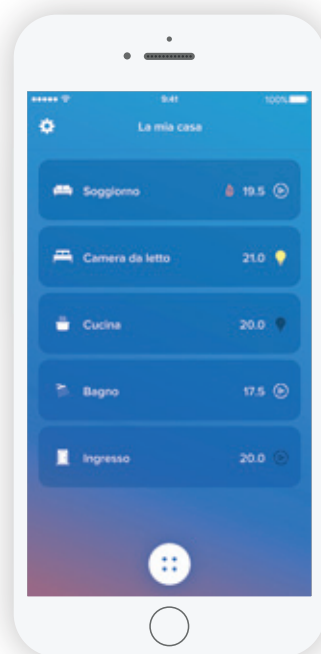 9:41 100%
La mia casa
Soggiorno 19.5
Camera da letto 21.0
Cucina 20.0
Bagno 17.5
Ingresso 20.0